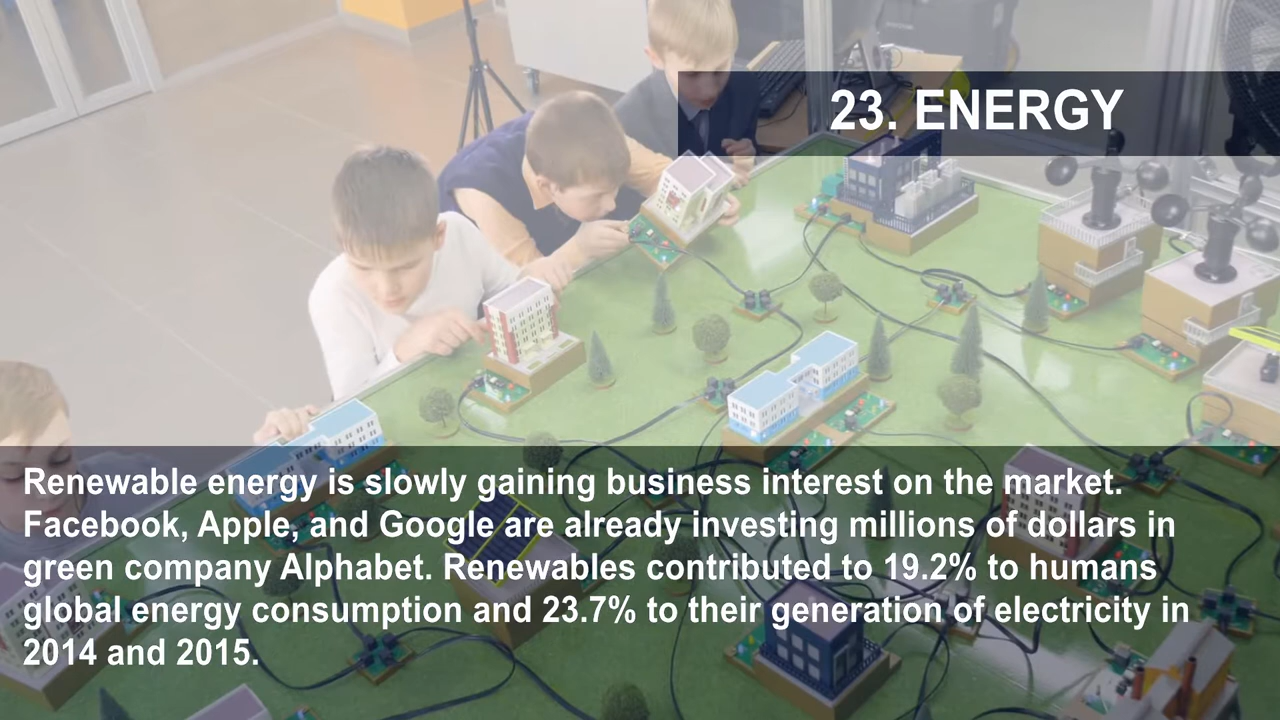 23. ENERGY
Renewable energy is slowly gaining business interest on the market.
Facebook, Apple, and Google are already investing millions of dollars in
green company Alphabet. Renewables contributed to 19.2% to humans
global energy consumption and 23.7% to their generation of electricity in
2014 and 2015.